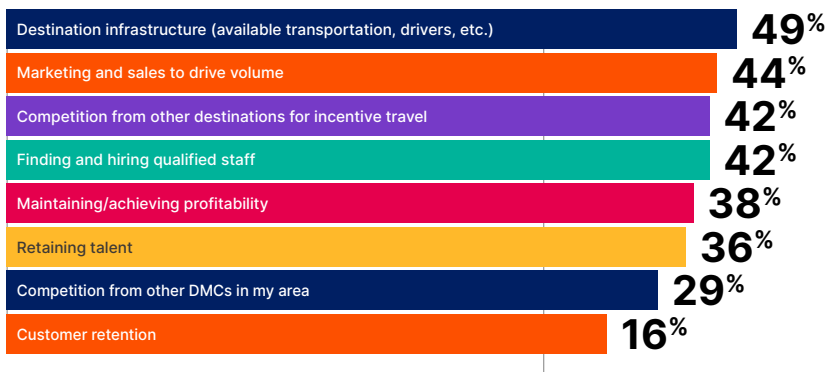 Destination infrastructure (available transportation, drivers, etc.) 49%
Marketing and sales to drive volume 44%
Competition from other destinations for incentive travel 42%
Finding and hiring qualified staff 42%
Maintaining/achieving profitability 38%
Retaining talent 36%
Competition from other DMCs in my area 29%
Customer retention 16%